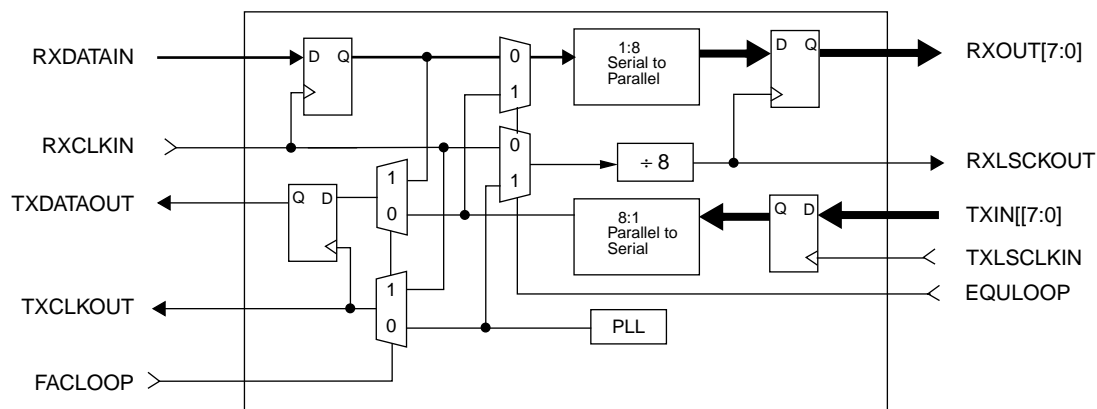 RXDATAIN
D Q
0
1
1:8
Serial to
Parallel
D Q
RXOUT[7:0]
RXCLKIN
0
1
÷ 8
RXLSCKOUT
TXDATAOUT
Q D
1
0
8:1
Parallel to
Serial
Q D
TXIN[[7:0]
TXLSCLKIN
TXCLKOUT
1
0
PLL
EQULOOP
FACLOOP